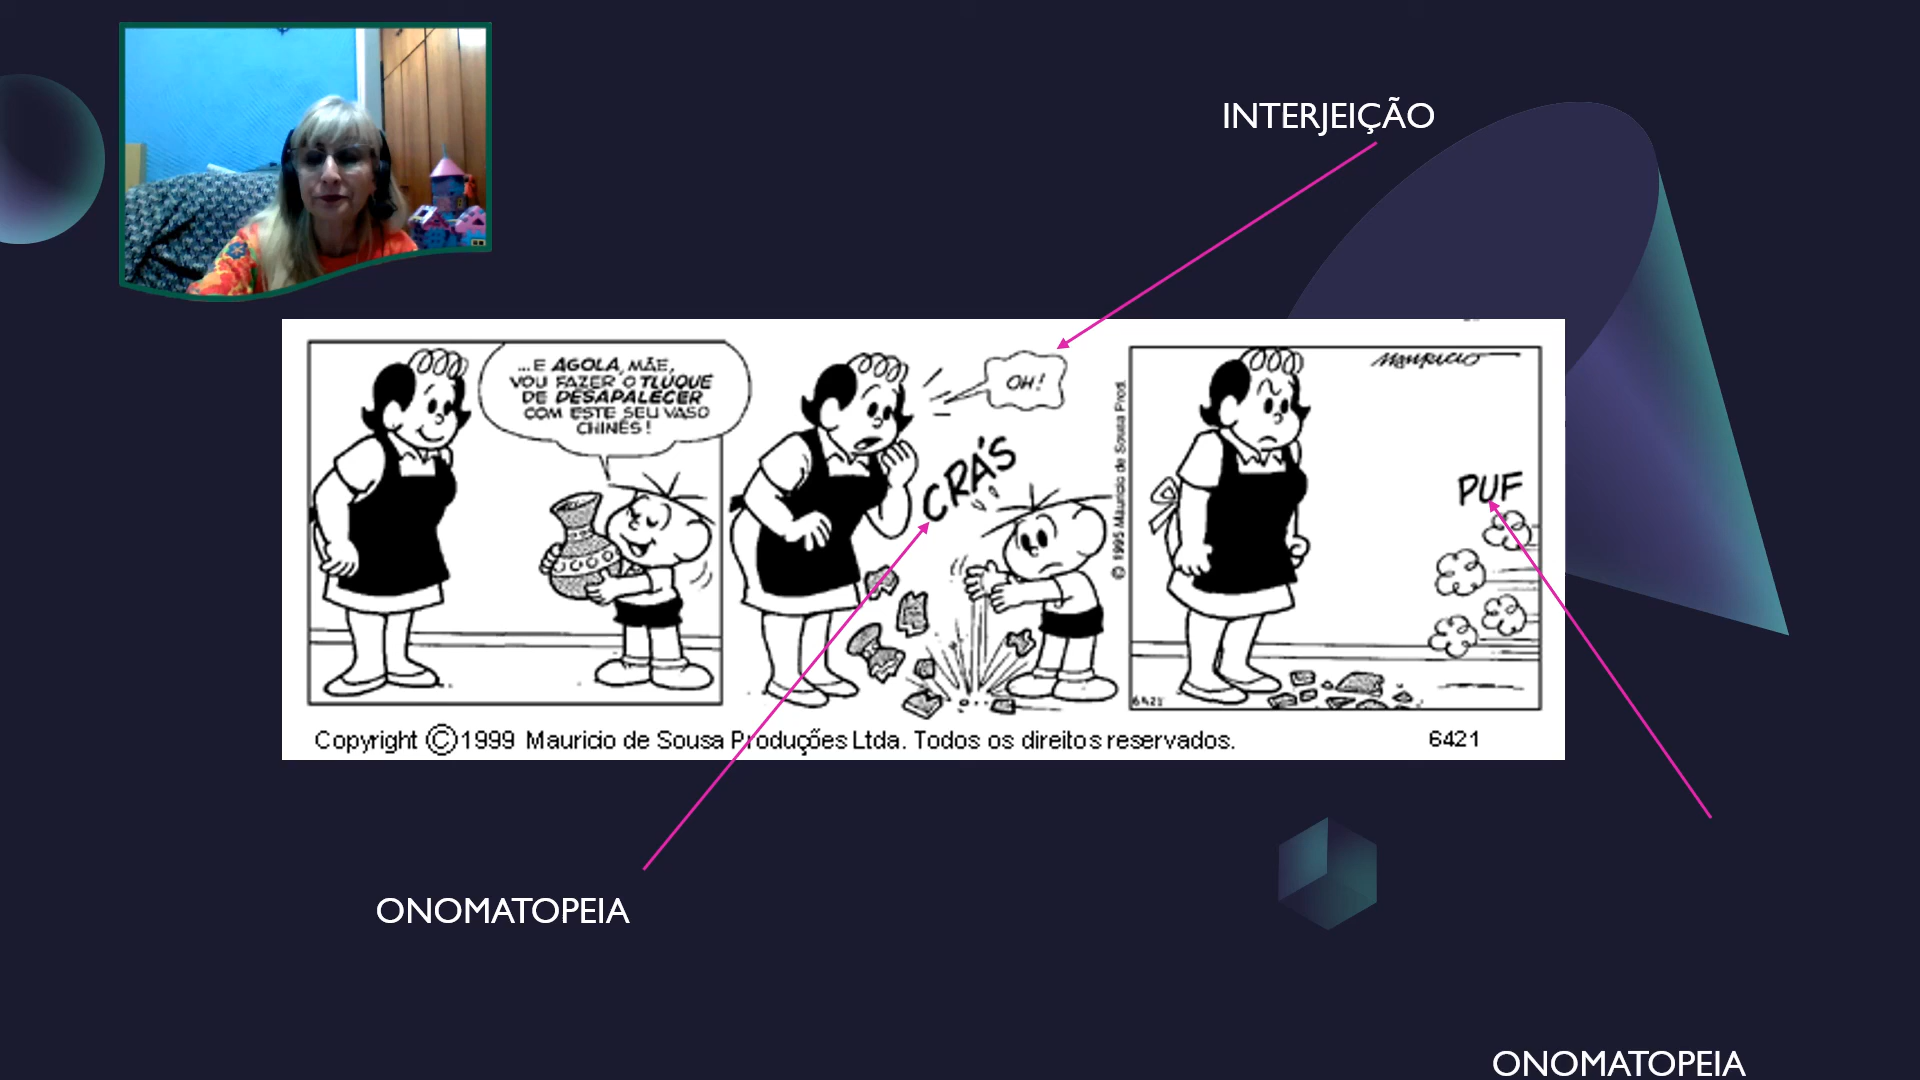 INTERJEIÇÃO
...E AGOLA, MÃE,
VOU FAZER O TLUQUE
DE DESAPALECER
COM ESTE SEU VASO
CHINÊS!
OH!
CRÁS
© 1995 Mauricio de Sousa Prod.
MAURICIO
PUF
6421
Copyright ©1999 Mauricio de Sousa Produções Ltda. Todos os direitos reservados.
6421
ONOMATOPEIA
ONOMATOPEIA